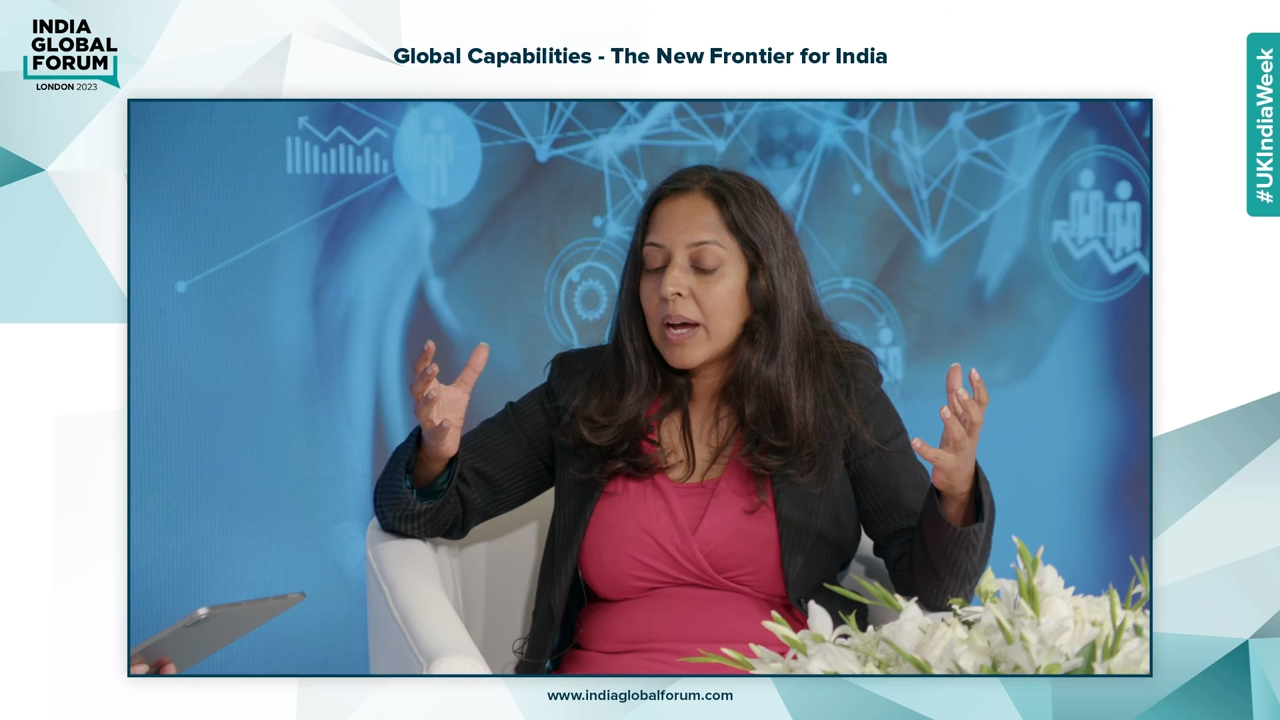 INDIA
GLOBAL
FORUM
LONDON 2023
Global Capabilities - The New Frontier for India
#UKIndiaWeek
www.indiaglobalforum.com